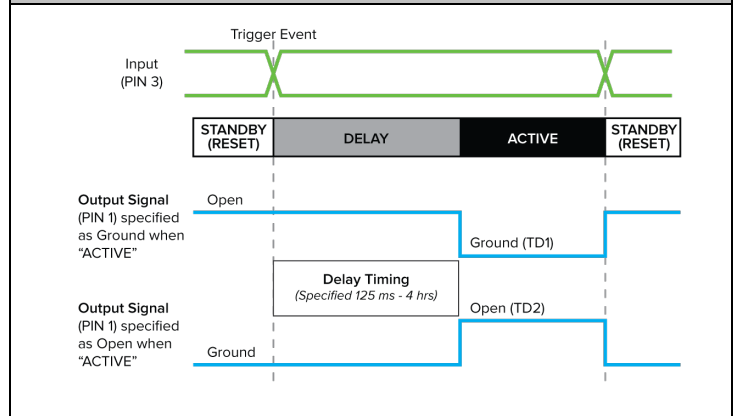 Trigger Event
Input
(PIN 3)
STANDBY
(RESET)
DELAY
ACTIVE
STANDBY
(RESET)
Output Signal
(PIN 1) specified
as Ground when
“ACTIVE”
Open
Ground (TD1)
Delay Timing
(Specified 125 ms - 4 hrs)
Output Signal
(PIN 1) specified
as Open when
“ACTIVE”
Open (TD2)
Ground